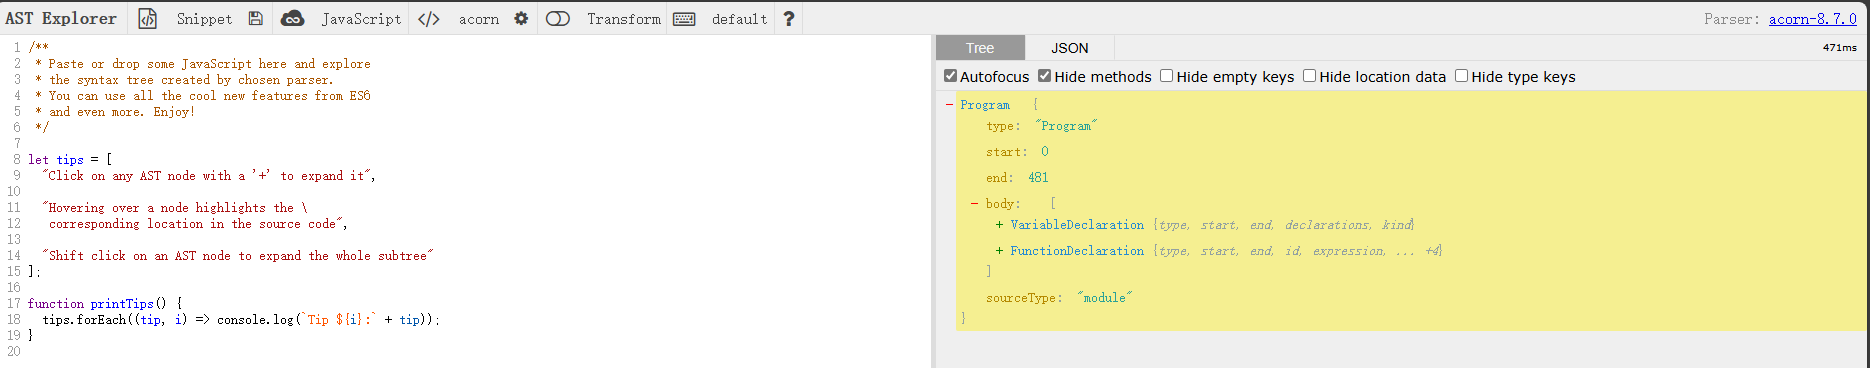 AST Explorer Snippet JavaScript </> acorn Transform default ? Parser: acorn-8.7.0
1 /**
2  * Paste or drop some JavaScript here and explore
3  * the syntax tree created by chosen parser.
4  * You can use all the cool new features from ES6
5  * and even more. Enjoy!
6  */
7
8 let tips = [
9   "Click on any AST node with a '+' to expand it",
10
11   "Hovering over a node highlights the \
12    corresponding location in the source code",
13
14   "Shift click on an AST node to expand the whole subtree"
15 ];
16
17 function printTips() {
18   tips.forEach((tip, i) => console.log(`Tip ${i}:` + tip));
19 }
20
Tree JSON 471ms
Autofocus Hide methods Hide empty keys Hide location data Hide type keys
- Program {
type: "Program"
start: 0
end: 481
- body: [
+ VariableDeclaration {type, start, end, declarations, kind}
+ FunctionDeclaration {type, start, end, id, expression, ... +4}
]
sourceType: "module"
}